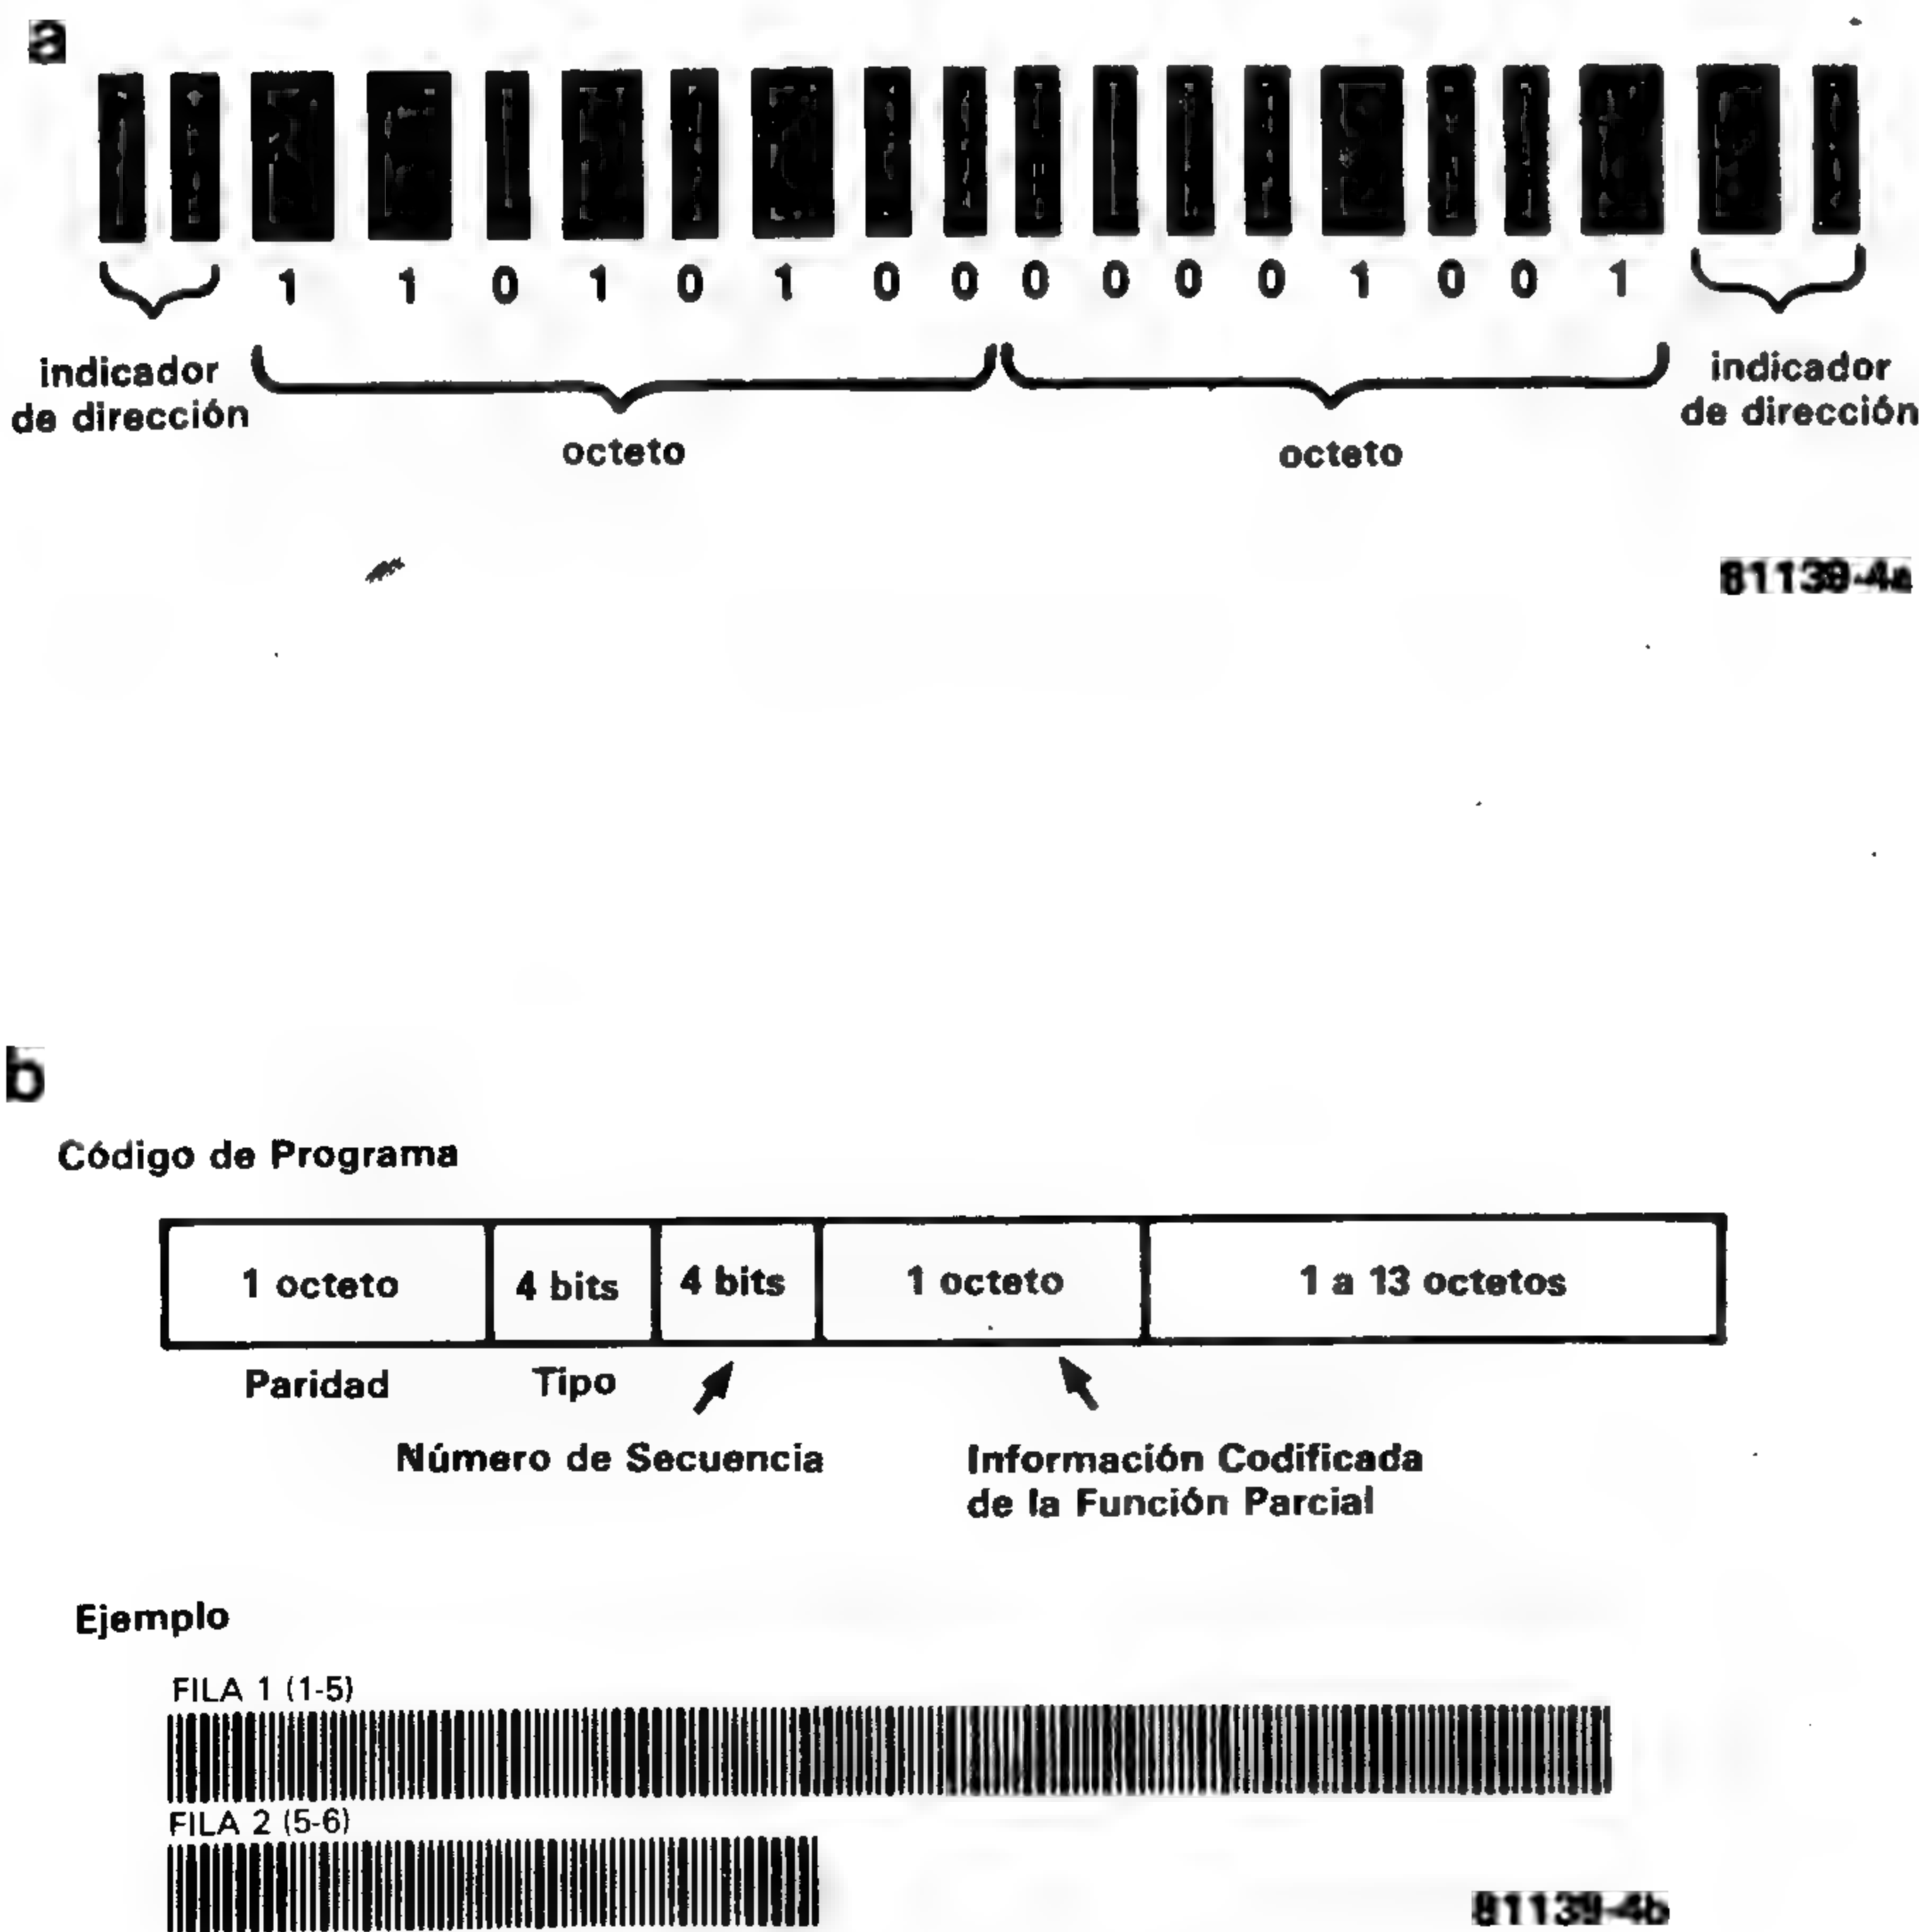 a
1 1 0 1 0 1 0 0 0 0 0 0 1 0 0 1
indicador
de dirección
octeto
octeto
indicador
de dirección
81139-4a
b
Código de Programa
1 octeto 4 bits 4 bits 1 octeto 1 a 13 octetos
Paridad Tipo
Número de Secuencia
Información Codificada
de la Función Parcial
Ejemplo
FILA 1 (1-5)
FILA 2 (5-6)
81139-4b